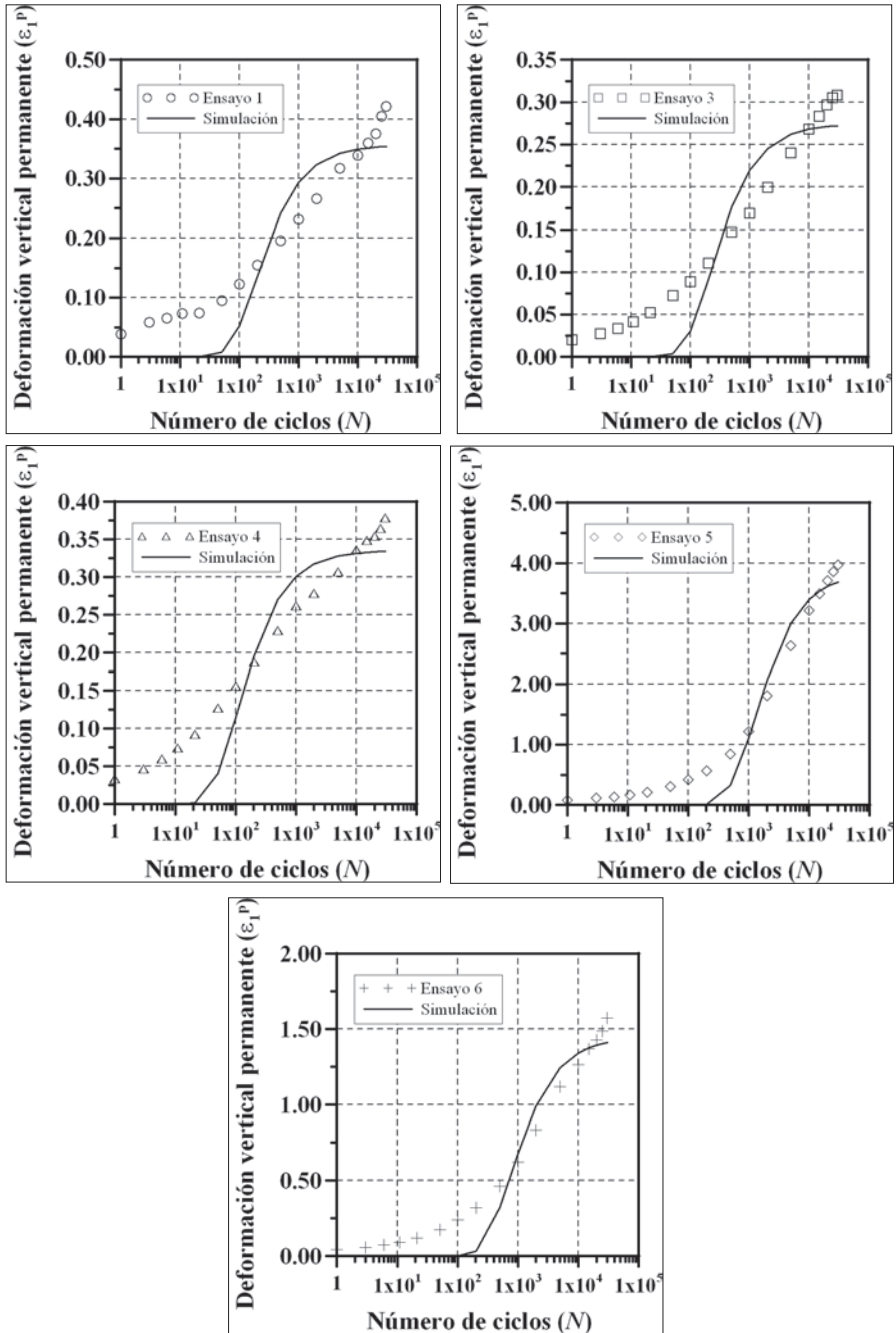 Deformación vertical permanente (ε₁ᵖ)
0.50
0.40
0.30
0.20
0.10
0.00
Ensayo 1
Simulación
1 1x10¹ 1x10² 1x10³ 1x10⁴ 1x10⁵
Número de ciclos (N)
Deformación vertical permanente (ε₁ᵖ)
0.35
0.30
0.25
0.20
0.15
0.10
0.05
0.00
Ensayo 3
Simulación
1 1x10¹ 1x10² 1x10³ 1x10⁴ 1x10⁵
Número de ciclos (N)
Deformación vertical permanente (ε₁ᵖ)
0.40
0.35
0.30
0.25
0.20
0.15
0.10
0.05
0.00
Ensayo 4
Simulación
1 1x10¹ 1x10² 1x10³ 1x10⁴ 1x10⁵
Número de ciclos (N)
Deformación vertical permanente (ε₁ᵖ)
5.00
4.00
3.00
2.00
1.00
0.00
Ensayo 5
Simulación
1 1x10¹ 1x10² 1x10³ 1x10⁴ 1x10⁵
Número de ciclos (N)
Deformación vertical permanente (ε₁ᵖ)
2.00
1.50
1.00
0.50
0.00
Ensayo 6
Simulación
1 1x10¹ 1x10² 1x10³ 1x10⁴ 1x10⁵
Número de ciclos (N)